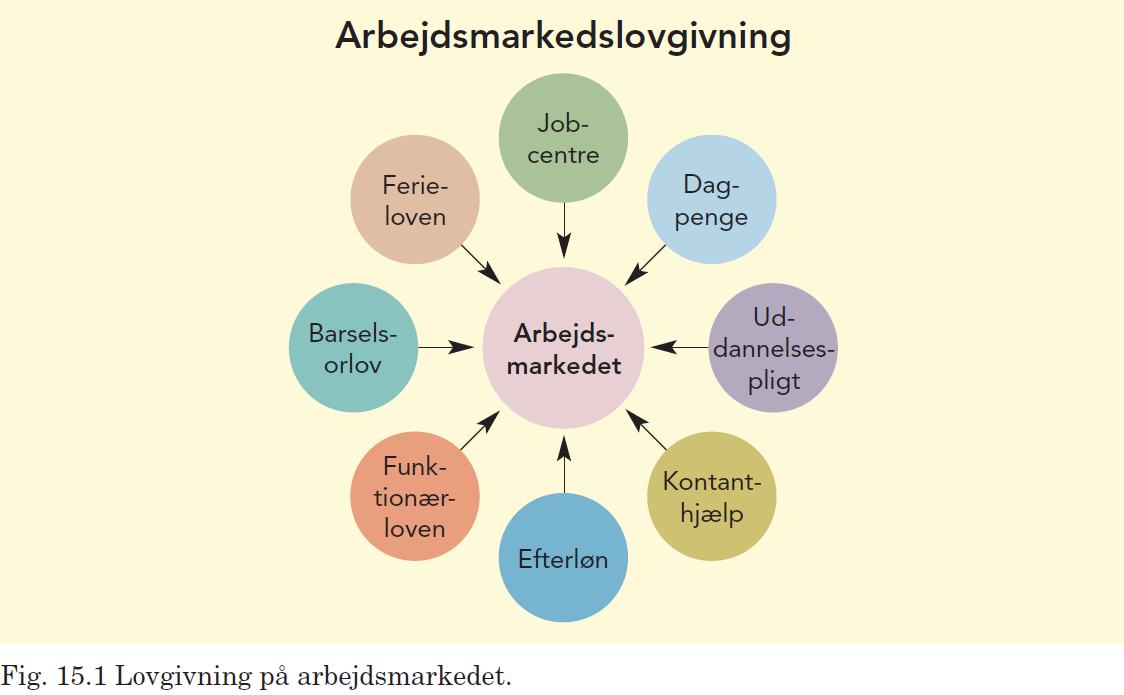 Arbejdsmarkedslovgivning
Job-
centre
Dag-
penge
Ud-
dannelses-
pligt
Kontant-
hjælp
Efterløn
Funk-
tionær-
loven
Barsels-
orlov
Ferie-
loven
Arbejds-
markedet
Fig. 15.1 Lovgivning på arbejdsmarkedet.